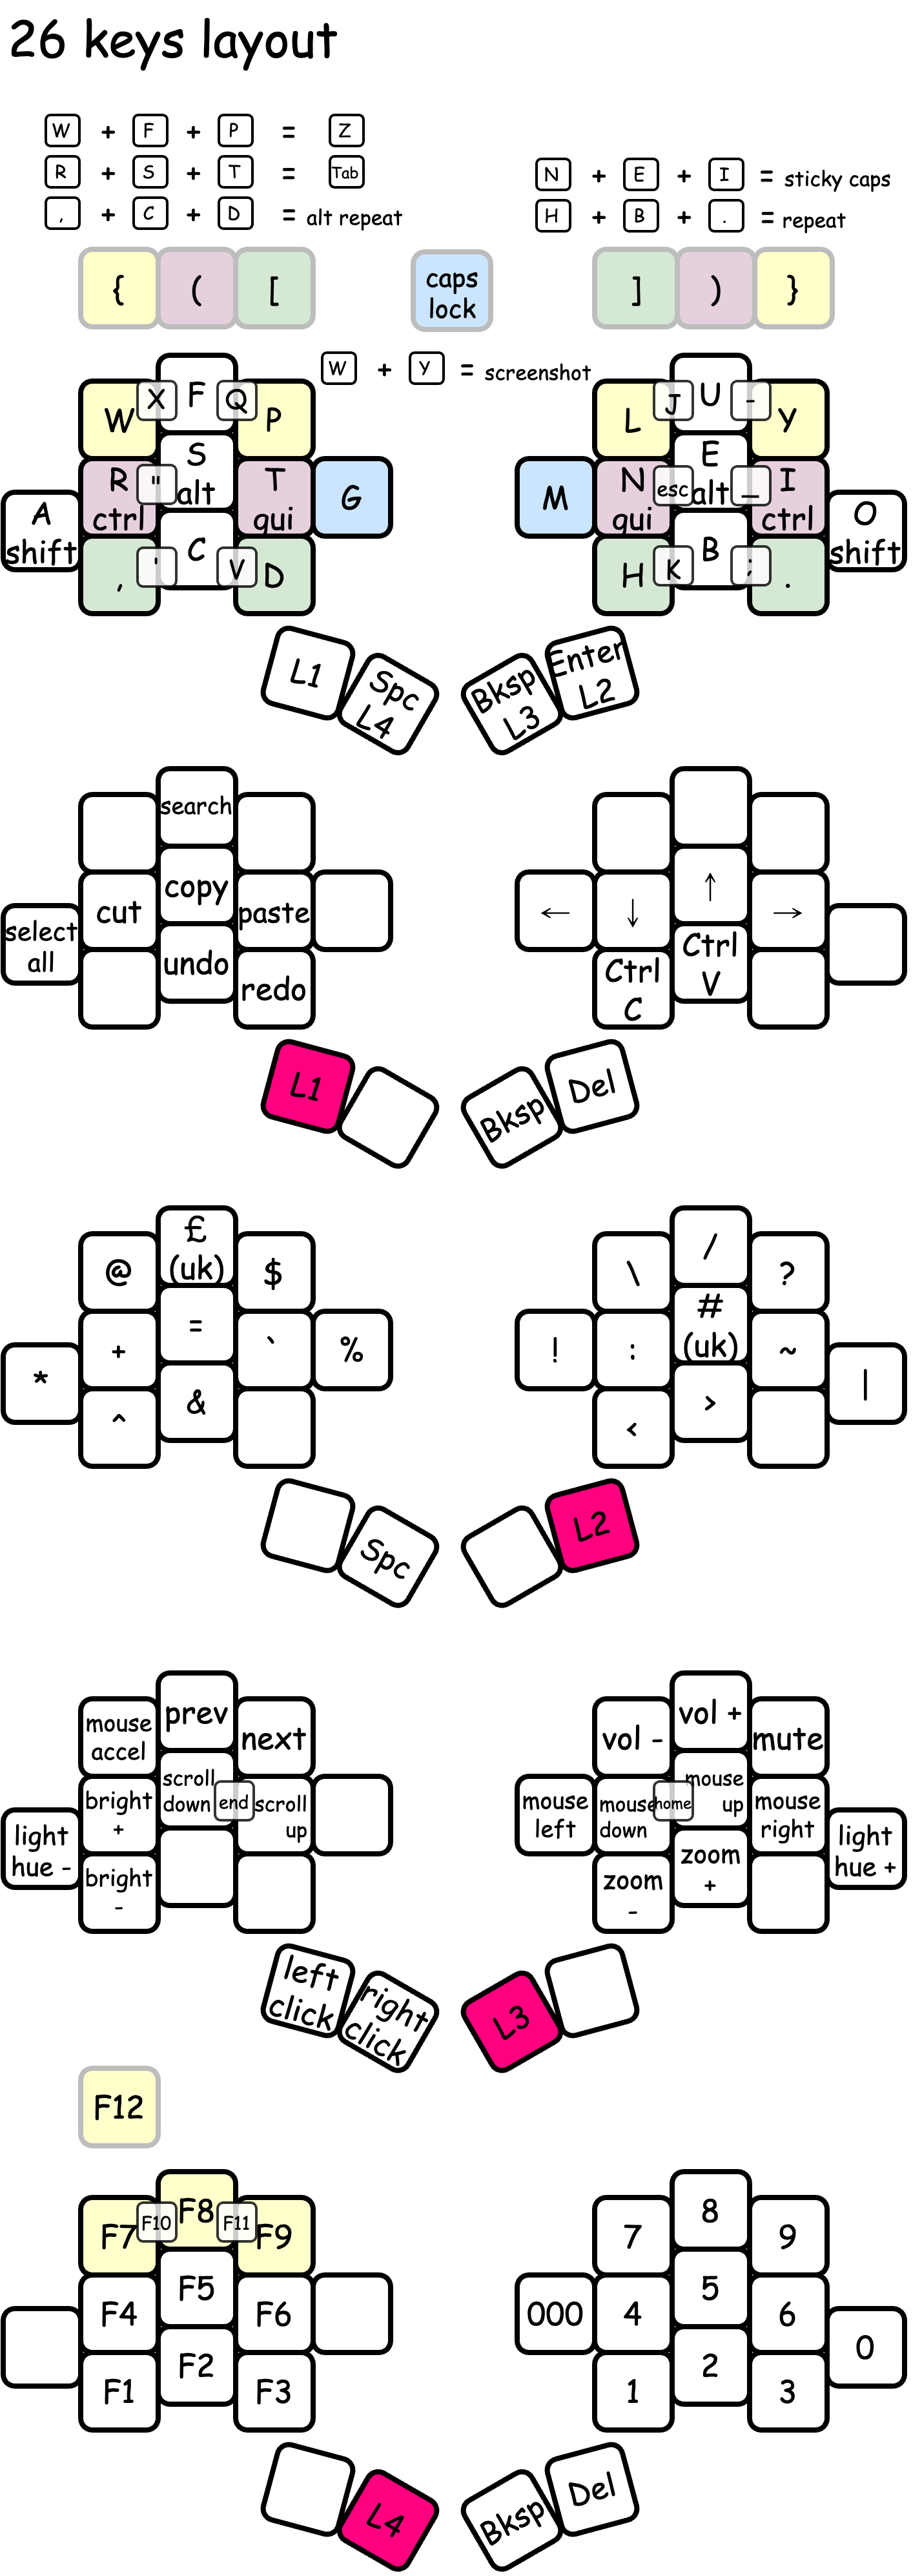 26 keys layout
W + F + P = Z
R + S + T = Tab
N + E + I = sticky caps
, + C + D = alt repeat
H + B + . = repeat
{ ( [
caps
lock
] ) }
W + Y = screenshot
W X F Q P
L J U - Y
A
shift
R
ctrl
"
S
alt
T
gui
G
M
N
gui
esc
E
alt
_
I
ctrl
O
shift
, ' C V D
H K B ; .
L1
Spc
L4
Bksp
L3
Enter
L2
search
select
all
cut
copy
paste
← ↓ ↑ →
undo
redo
Ctrl
C
Ctrl
V
L1
Bksp
Del
@
£
(uk)
$
\ / ?
* + = ` %
! :
#
(uk)
~ |
^ &
< >
Spc
L2
mouse
accel
prev
next
vol -
vol +
mute
light
hue -
bright
+
scroll
down
end
scroll
up
mouse
left
mouse
down
home
mouse
up
mouse
right
light
hue +
bright
-
zoom
-
zoom
+
left
click
right
click
L3
F12
F7 F10 F8 F11 F9
7 8 9
F4 F5 F6
000 4 5 6 0
F1 F2 F3
1 2 3
L4
Bksp
Del